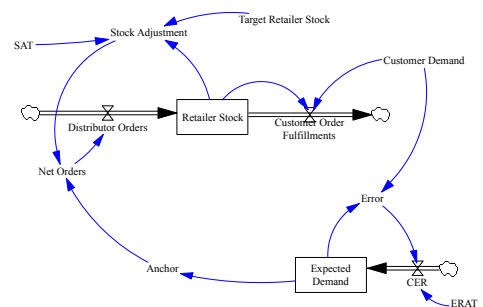 Target Retailer Stock
Stock Adjustment
SAT
Customer Demand
Retailer Stock
Distributor Orders
Customer Order
Fulfillments
Net Orders
Error
Anchor
Expected
Demand
CER
ERAT